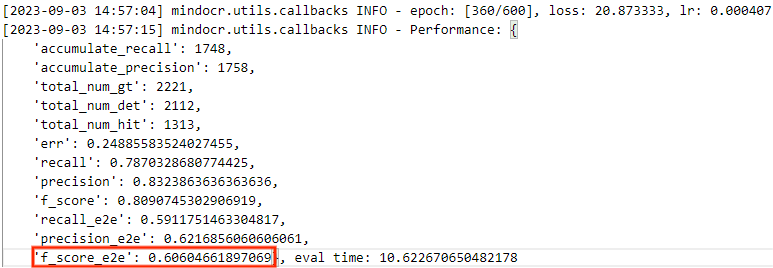 [2023-09-03 14:57:04] mindocr.utils.callbacks INFO - epoch: [360/600], loss: 20.873333, lr: 0.000407
[2023-09-03 14:57:15] mindocr.utils.callbacks INFO - Performance: {
'accumulate_recall': 1748,
'accumulate_precision': 1758,
'total_num_gt': 2221,
'total_num_det': 2112,
'total_num_hit': 1313,
'err': 0.24885583524027455,
'recall': 0.7870328680774425,
'precision': 0.8323863636363636,
'f_score': 0.8090745302906919,
'recall_e2e': 0.5911751463304817,
'precision_e2e': 0.6216856060606061,
'f_score_e2e': 0.60604661897069}, eval time: 10.622670650482178